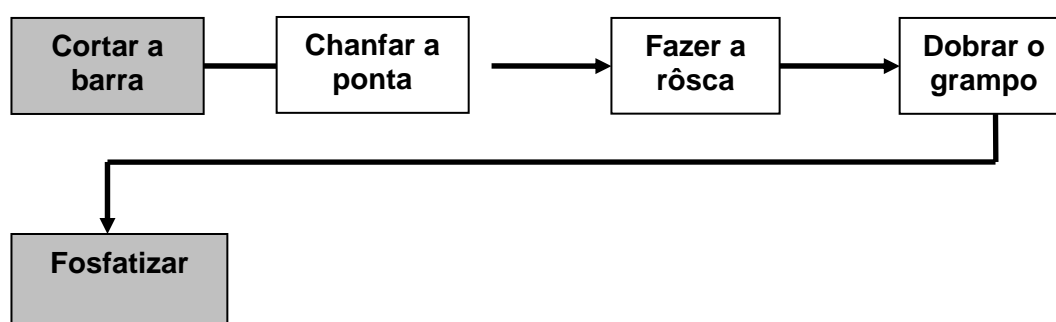 Cortar a
barra
Chanfar a
ponta
Fazer a
rôsca
Dobrar o
grampo
Fosfatizar